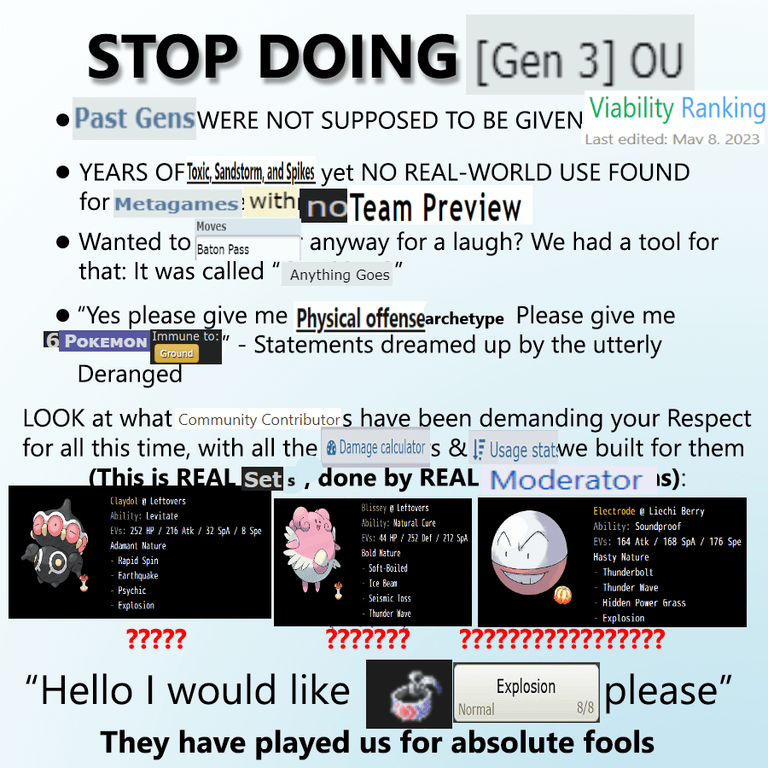 STOP DOING [Gen 3] OU
• Past Gens WERE NOT SUPPOSED TO BE GIVEN Viability Ranking
Last edited: May 8, 2023
• YEARS OF Toxic, Sandstorm, and Spikes yet NO REAL-WORLD USE FOUND
for Metagames with no Team Preview
• Wanted to Moves Baton Pass anyway for a laugh? We had a tool for
that: It was called "Anything Goes"
• "Yes please give me Physical offense archetype Please give me
6 POKEMON Immune to: Ground" - Statements dreamed up by the utterly
Deranged
LOOK at what Community Contributors have been demanding your Respect
for all this time, with all the Damage calculators & Usage stats we built for them
(This is REAL Sets, done by REAL Moderator s):
Claydol @ Leftovers
Ability: Levitate
EVs: 252 HP / 216 Atk / 32 SpA / 8 Spe
Adamant Nature
- Rapid Spin
- Earthquake
- Psychic
- Explosion
Blissey @ Leftovers
Ability: Natural Cure
EVs: 44 HP / 252 Def / 212 SpA
Bold Nature
- Soft-Boiled
- Ice Beam
- Seismic Toss
- Thunder Wave
Electrode @ Liechi Berry
Ability: Soundproof
EVs: 164 Atk / 168 SpA / 176 Spe
Hasty Nature
- Thunderbolt
- Thunder Wave
- Hidden Power Grass
- Explosion
????? ??????? ?????????????????
"Hello I would like Explosion Normal 8/8 please"
They have played us for absolute fools